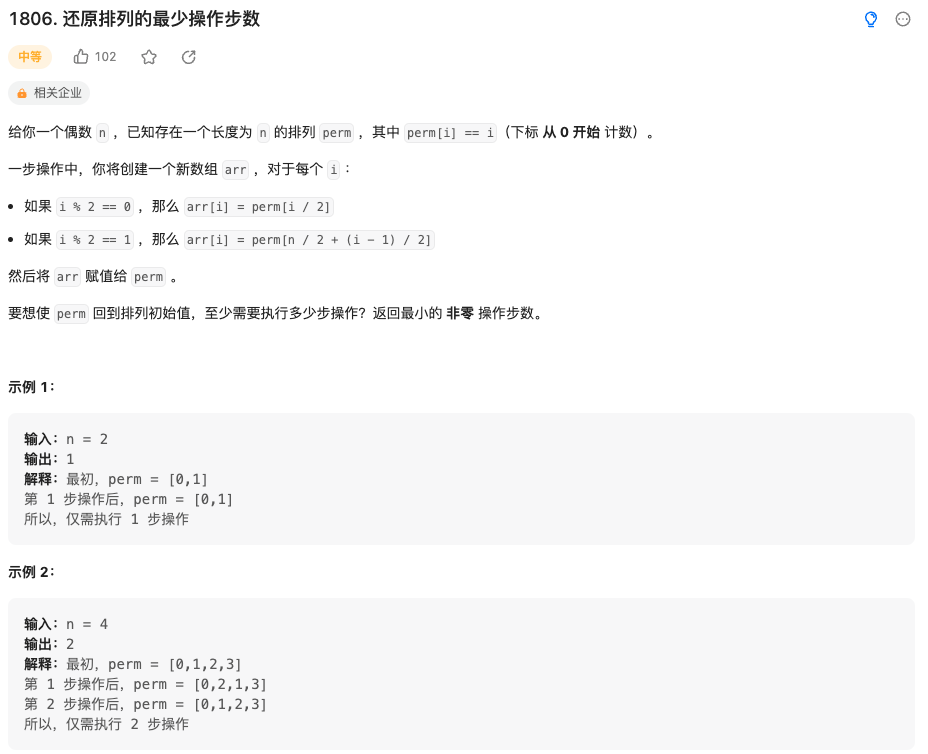 1806. 还原排列的最少操作步数
中等 102
相关企业
给你一个偶数 n ，已知存在一个长度为 n 的排列 perm ，其中 perm[i] == i（下标 从 0 开始 计数）。
一步操作中，你将创建一个新数组 arr ，对于每个 i ：
• 如果 i % 2 == 0 ，那么 arr[i] = perm[i / 2]
• 如果 i % 2 == 1 ，那么 arr[i] = perm[n / 2 + (i - 1) / 2]
然后将 arr 赋值给 perm 。
要想使 perm 回到排列初始值，至少需要执行多少步操作？返回最小的 非零 操作步数。
示例 1：
输入：n = 2
输出：1
解释：最初，perm = [0,1]
第 1 步操作后，perm = [0,1]
所以，仅需执行 1 步操作
示例 2：
输入：n = 4
输出：2
解释：最初，perm = [0,1,2,3]
第 1 步操作后，perm = [0,2,1,3]
第 2 步操作后，perm = [0,1,2,3]
所以，仅需执行 2 步操作